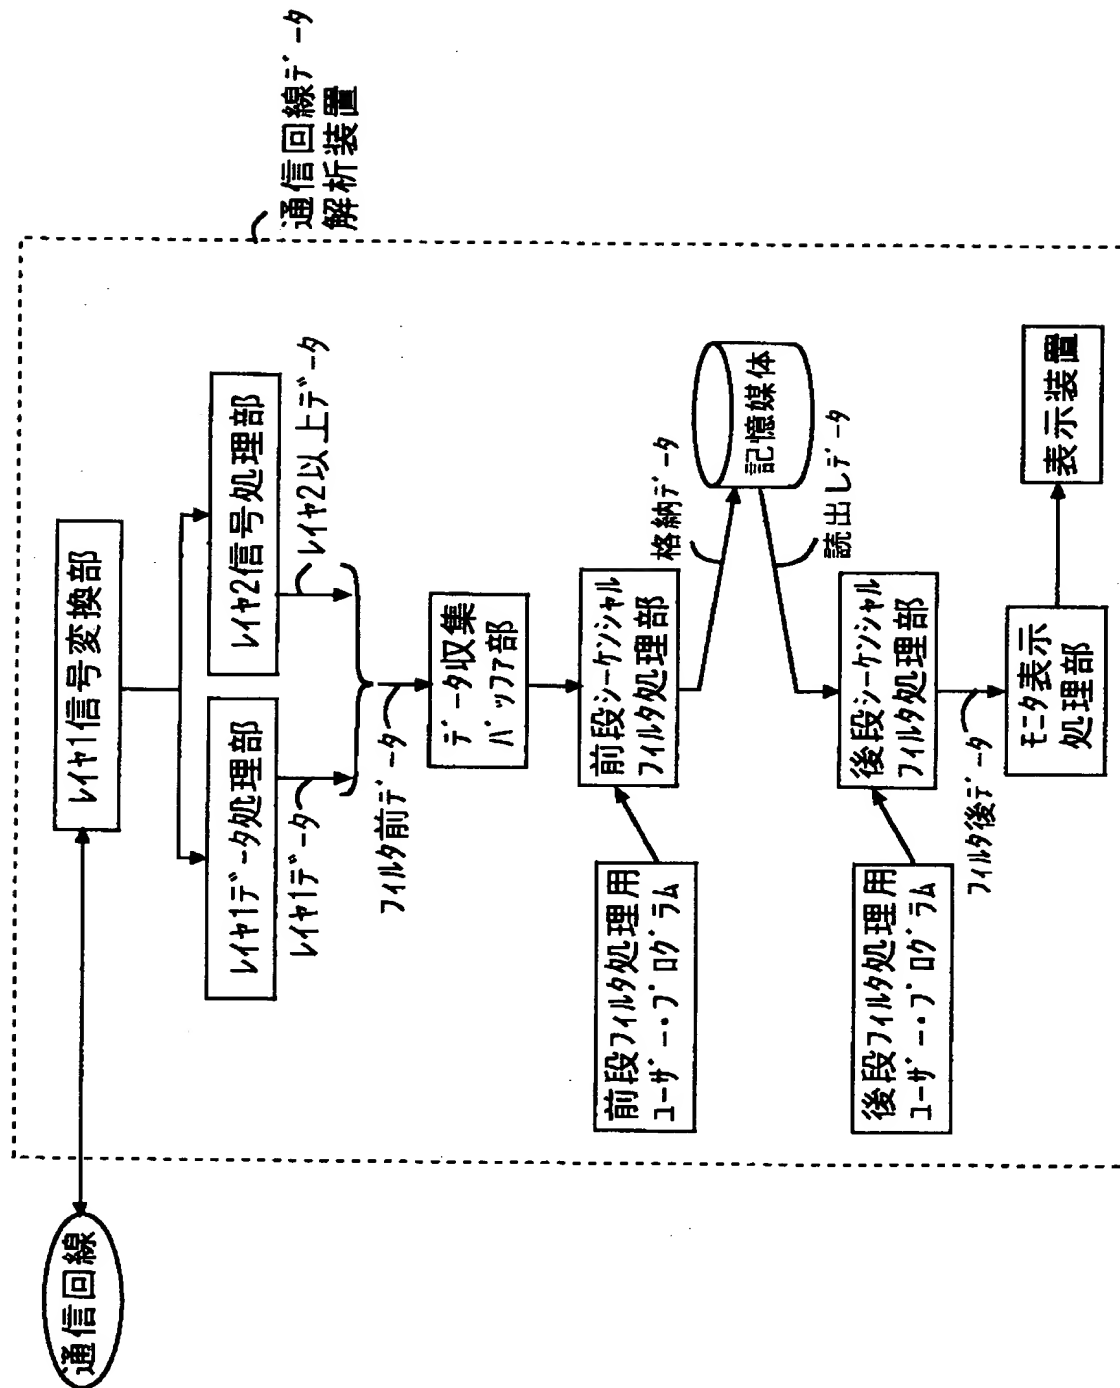 通信回線
レイヤ1信号変換部
通信回線データ
解析装置
レイヤ1データ処理部
レイヤ2信号処理部
レイヤ1データ
レイヤ2以上データ
フィルタ前データ
データ収集
バッファ部
前段フィルタ処理用
ユーザー・プログラム
前段シーケンシャル
フィルタ処理部
格納データ
記憶媒体
読出しデータ
後段フィルタ処理用
ユーザー・プログラム
後段シーケンシャル
フィルタ処理部
フィルタ後データ
モニタ表示
処理部
表示装置